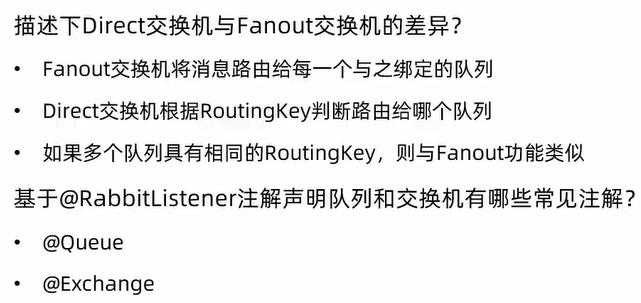 描述下Direct交换机与Fanout交换机的差异？
• Fanout交换机将消息路由给每一个与之绑定的队列
• Direct交换机根据RoutingKey判断路由给哪个队列
• 如果多个队列具有相同的RoutingKey，则与Fanout功能类似
基于@RabbitListener注解声明队列和交换机有哪些常见注解？
• @Queue
• @Exchange